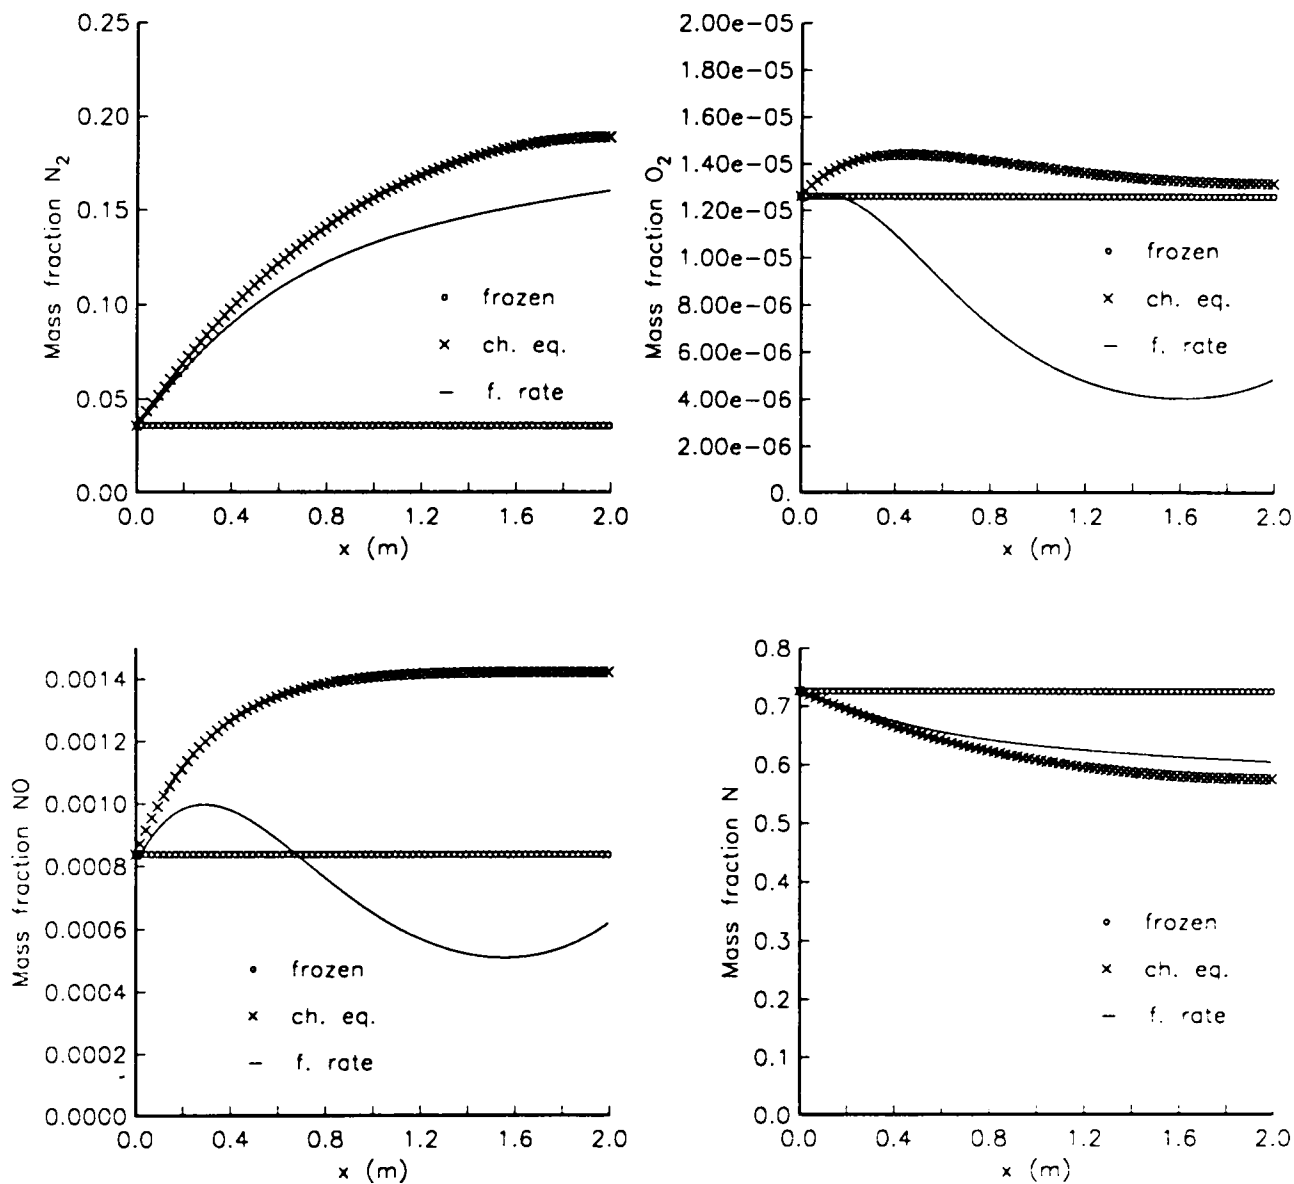 Mass fraction N2
0.25
0.20
0.15
0.10
0.05
0.00
frozen
ch. eq.
f. rate
0.0 0.4 0.8 1.2 1.6 2.0
x (m)
Mass fraction O2
2.00e-05
1.80e-05
1.60e-05
1.40e-05
1.20e-05
1.00e-05
8.00e-06
6.00e-06
4.00e-06
2.00e-06
0.
frozen
ch. eq.
f. rate
0.0 0.4 0.8 1.2 1.6 2.0
x (m)
Mass fraction NO
0.0014
0.0012
0.0010
0.0008
0.0006
0.0004
0.0002
0.0000
frozen
ch. eq.
f. rate
0.0 0.4 0.8 1.2 1.6 2.0
x (m)
Mass fraction N
0.8
0.7
0.6
0.5
0.4
0.3
0.2
0.1
0.0
frozen
ch. eq.
f. rate
0.0 0.4 0.8 1.2 1.6 2.0
x (m)